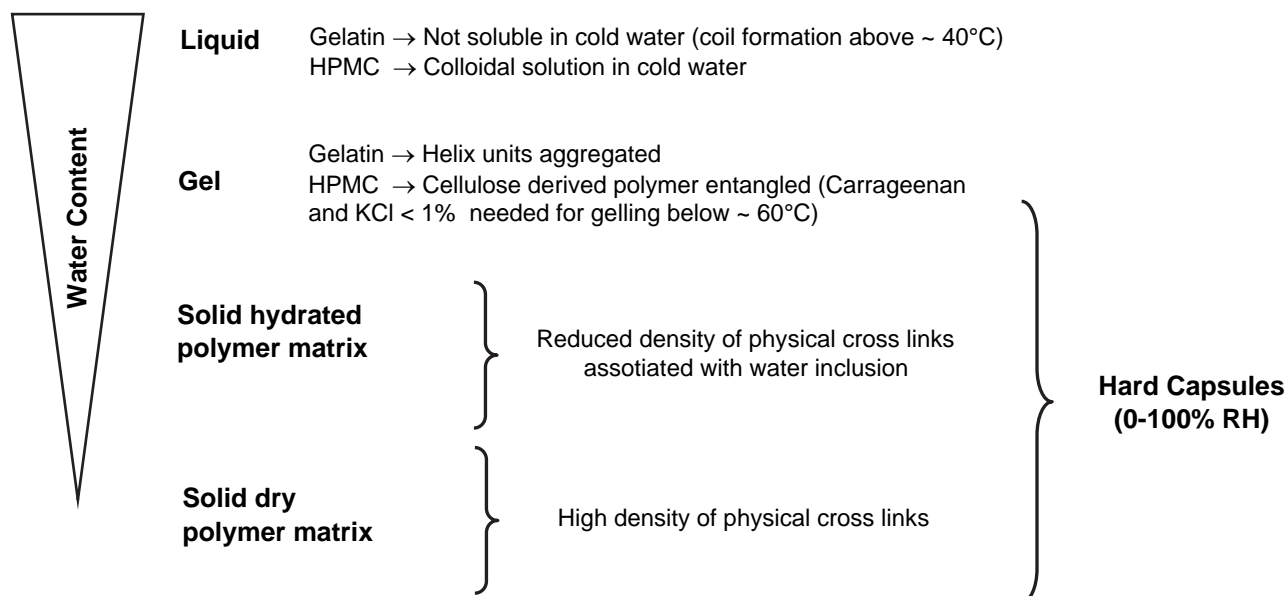 Water Content
Liquid
Gelatin → Not soluble in cold water (coil formation above ~ 40°C)
HPMC → Colloidal solution in cold water
Gel
Gelatin → Helix units aggregated
HPMC → Cellulose derived polymer entangled (Carrageenan
and KCl < 1% needed for gelling below ~ 60°C)
Solid hydrated
polymer matrix
Reduced density of physical cross links
assotiated with water inclusion
Solid dry
polymer matrix
High density of physical cross links
Hard Capsules
(0-100% RH)